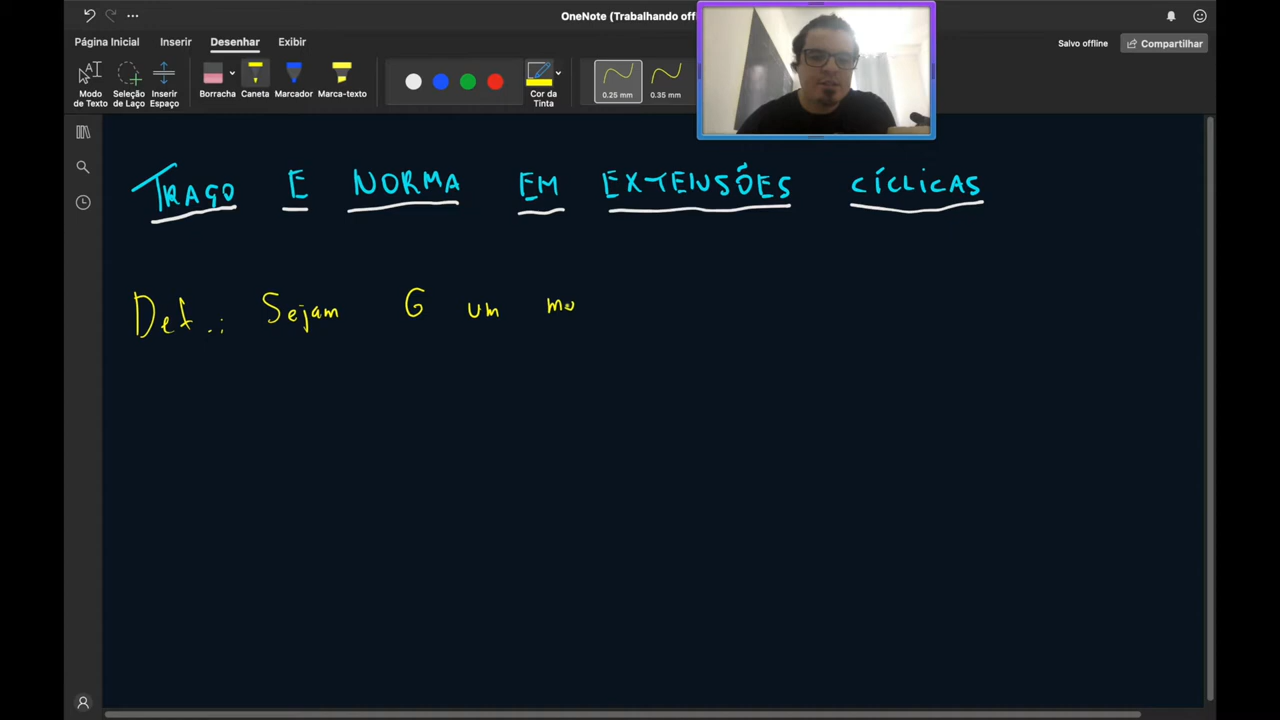 OneNote (Trabalhando off
Página Inicial Inserir Desenhar Exibir
Salvo offline
Compartilhar
Modo de Texto
Seleção de Laço
Inserir Espaço
Borracha
Caneta
Marcador
Marca-texto
Cor da Tinta
0.25 mm
0.35 mm
TRAÇO E NORMA EM EXTENSÕES CÍCLICAS
Def.: Sejam G um mo